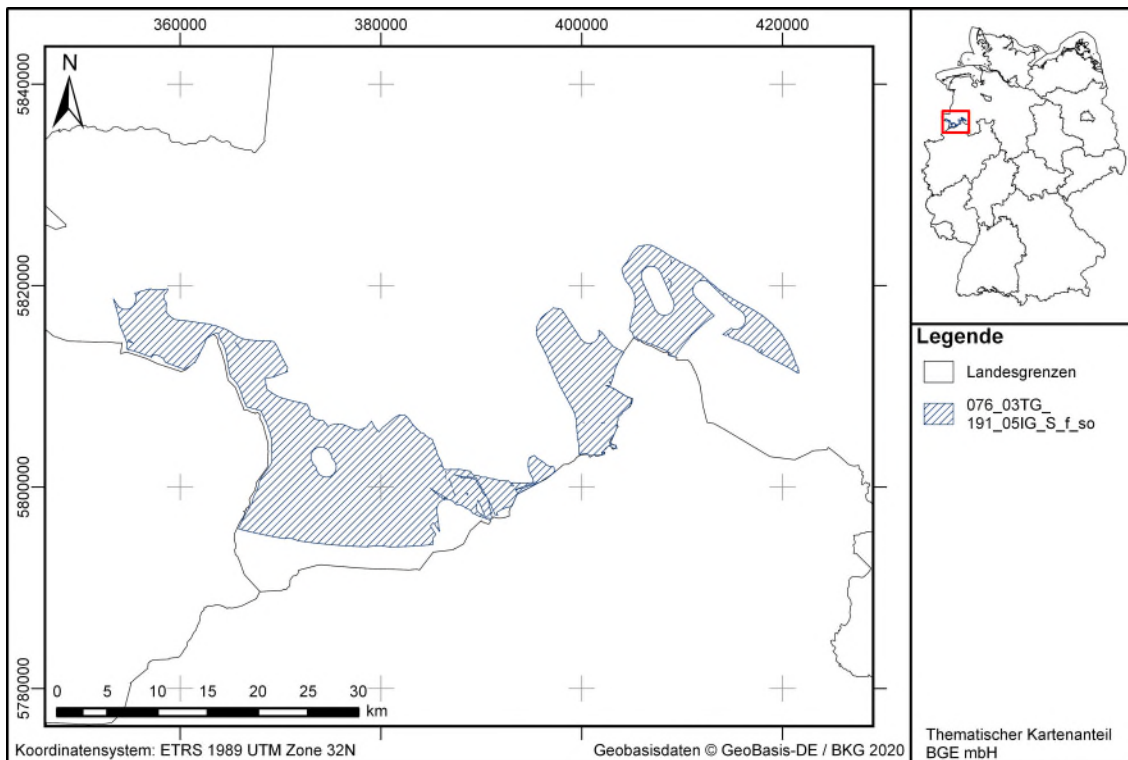 360000 380000 400000 420000
N
5840000
5820000
5800000
5780000
0 5 10 15 20 25 30
km
Koordinatensystem: ETRS 1989 UTM Zone 32N
Geobasisdaten © GeoBasis-DE / BKG 2020
Legende
Landesgrenzen
076_03TG_
191_05IG_S_f_so
Thematischer Kartenanteil
BGE mbH